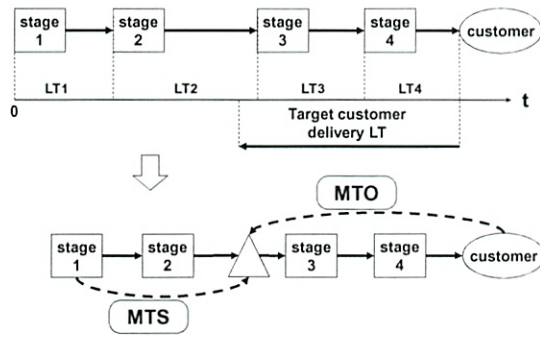 stage
1
stage
2
stage
3
stage
4
customer
LT1
LT2
LT3
LT4
0
t
Target customer
delivery LT
MTO
stage
1
stage
2
stage
3
stage
4
customer
MTS